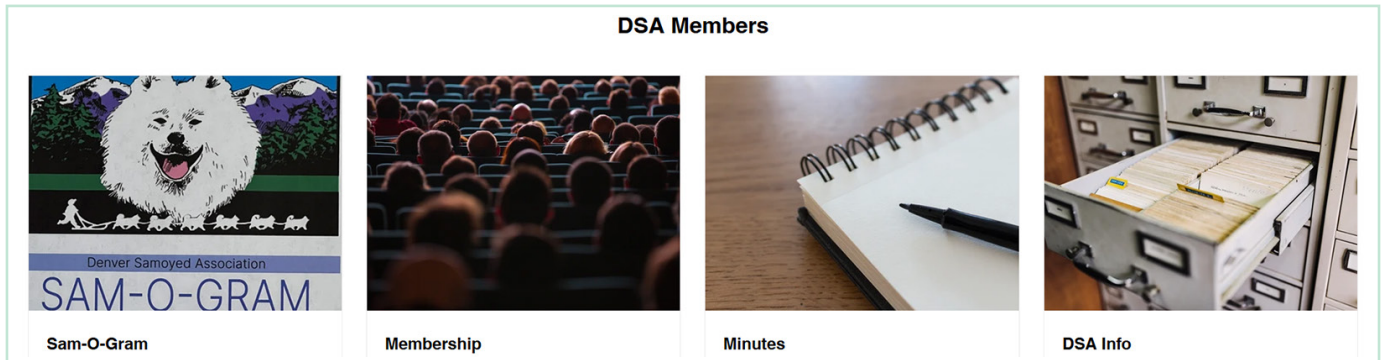 DSA Members
Denver Samoyed Association
SAM-O-GRAM
Sam-O-Gram
Membership
Minutes
DSA Info